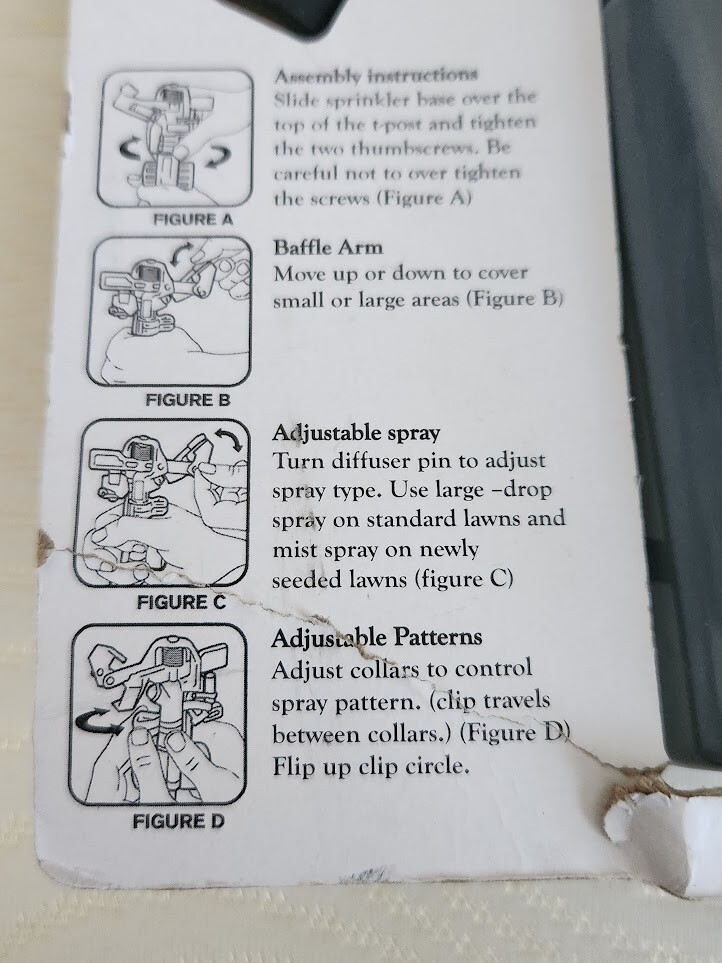 Assembly instructions
Slide sprinkler base over the
top of the t-post and tighten
the two thumbscrews. Be
careful not to over tighten
the screws (Figure A)
FIGURE A
Baffle Arm
Move up or down to cover
small or large areas (Figure B)
FIGURE B
Adjustable spray
Turn diffuser pin to adjust
spray type. Use large –drop
spray on standard lawns and
mist spray on newly
seeded lawns (figure C)
FIGURE C
Adjustable Patterns
Adjust collars to control
spray pattern. (clip travels
between collars.) (Figure D)
Flip up clip circle.
FIGURE D